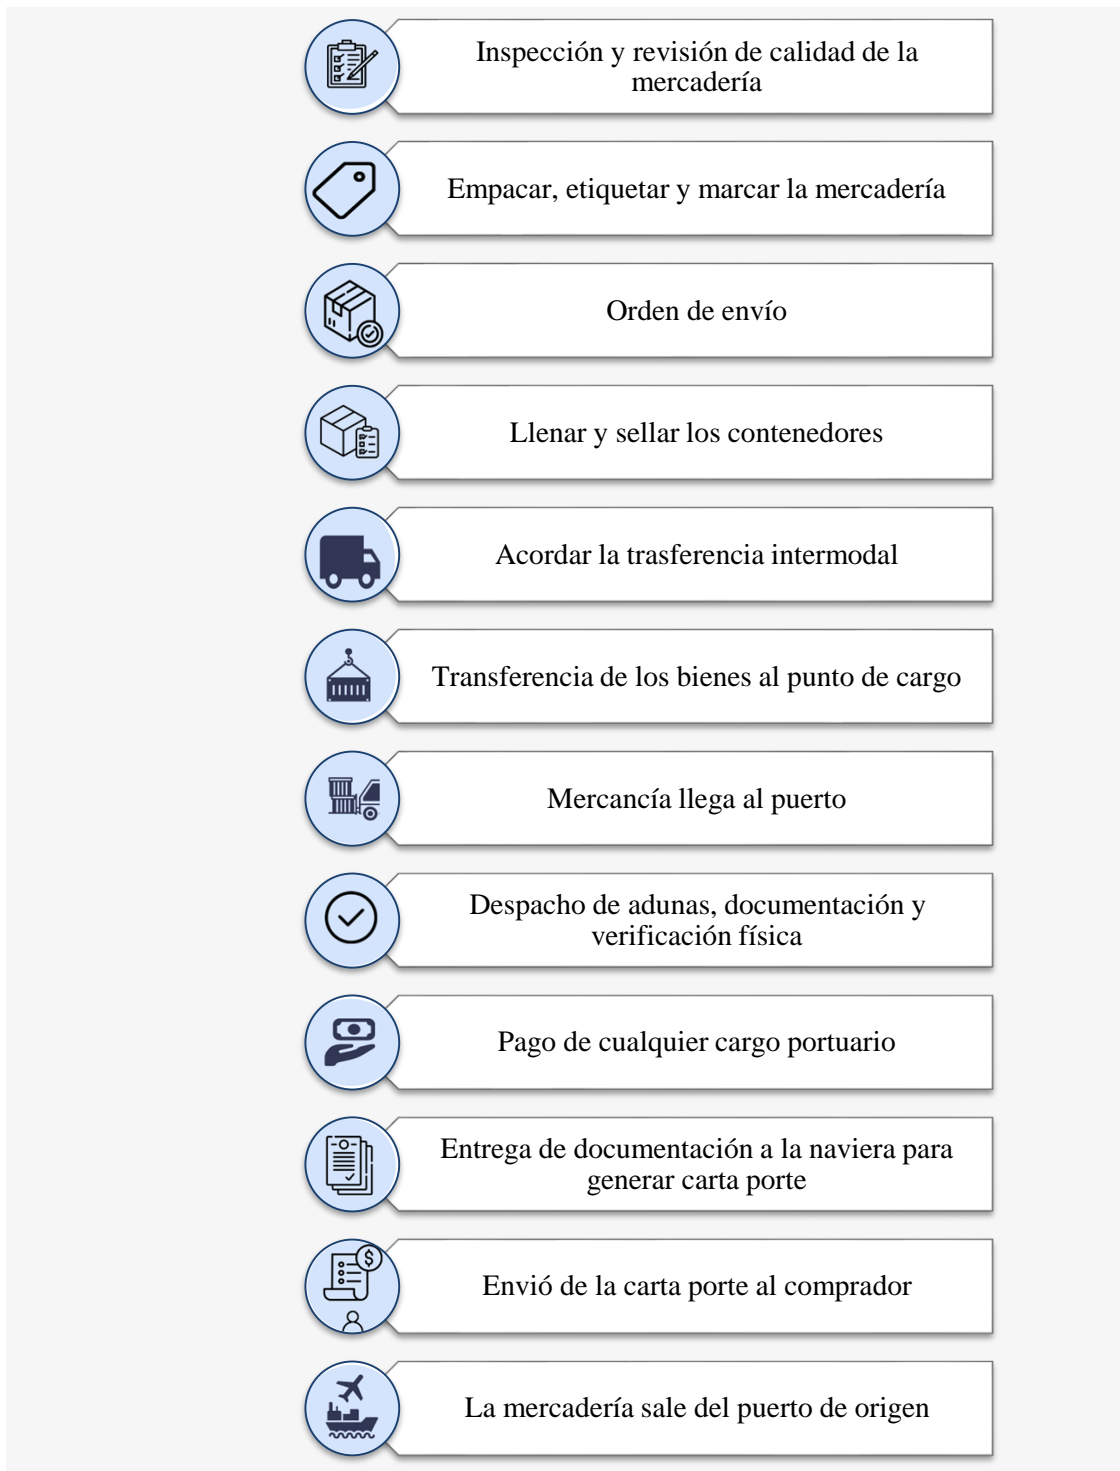 Inspección y revisión de calidad de la
mercadería
Empacar, etiquetar y marcar la mercadería
Orden de envío
Llenar y sellar los contenedores
Acordar la trasferencia intermodal
Transferencia de los bienes al punto de cargo
Mercancía llega al puerto
Despacho de adunas, documentación y
verificación física
Pago de cualquier cargo portuario
Entrega de documentación a la naviera para
generar carta porte
$
Envió de la carta porte al comprador
La mercadería sale del puerto de origen